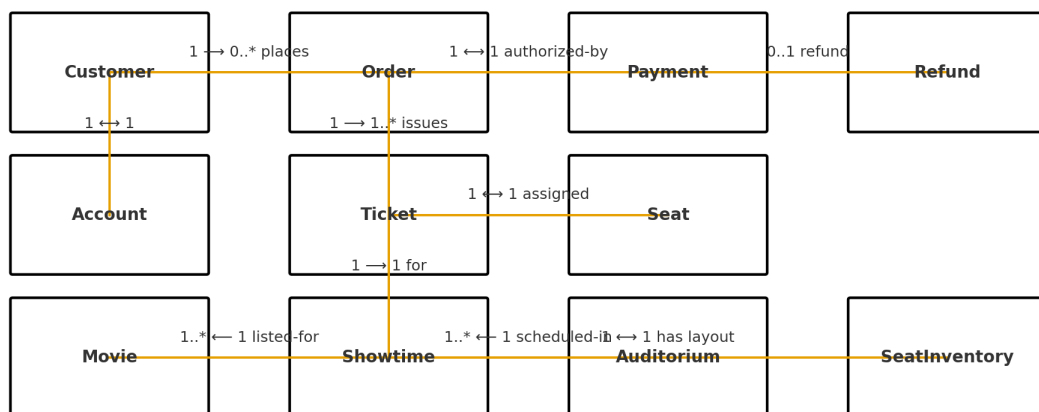 1 ⟶ 0..* places
1 ⟷ 1 authorized-by
0..1 refund
Customer
Order
Payment
Refund
1 ⟷ 1
1 ⟶ 1..* issues
1 ⟷ 1 assigned
Account
Ticket
Seat
1 ⟶ 1 for
1..* ⟵ 1 listed-for
1..* ⟵ 1 scheduled-in
1 ⟷ 1 has layout
Movie
Showtime
Auditorium
SeatInventory